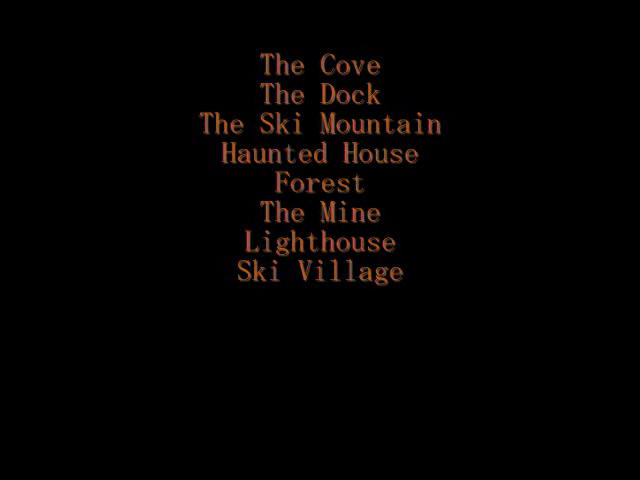 The Cove
The Dock
The Ski Mountain
Haunted House
Forest
The Mine
Lighthouse
Ski Village